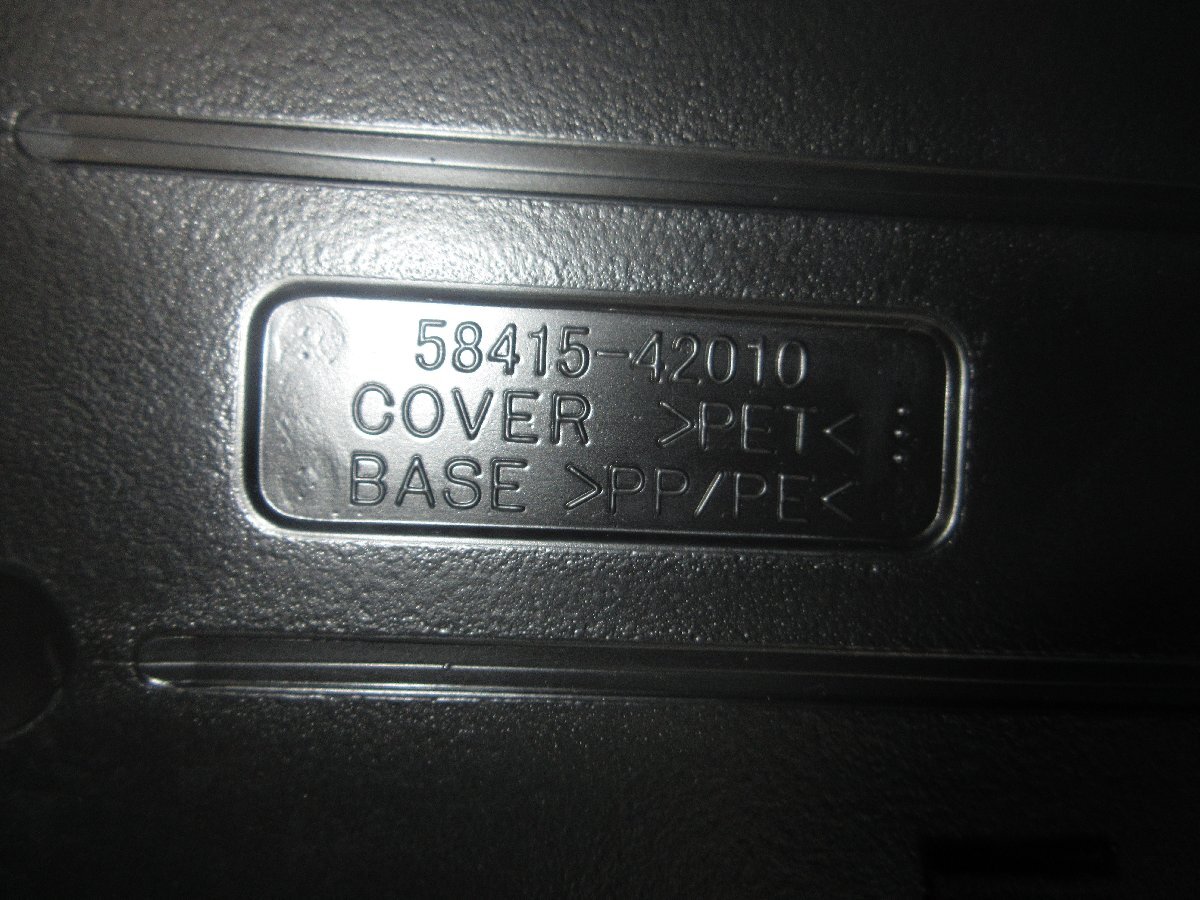 58415-42010
COVER >PET<
BASE >PP/PE<